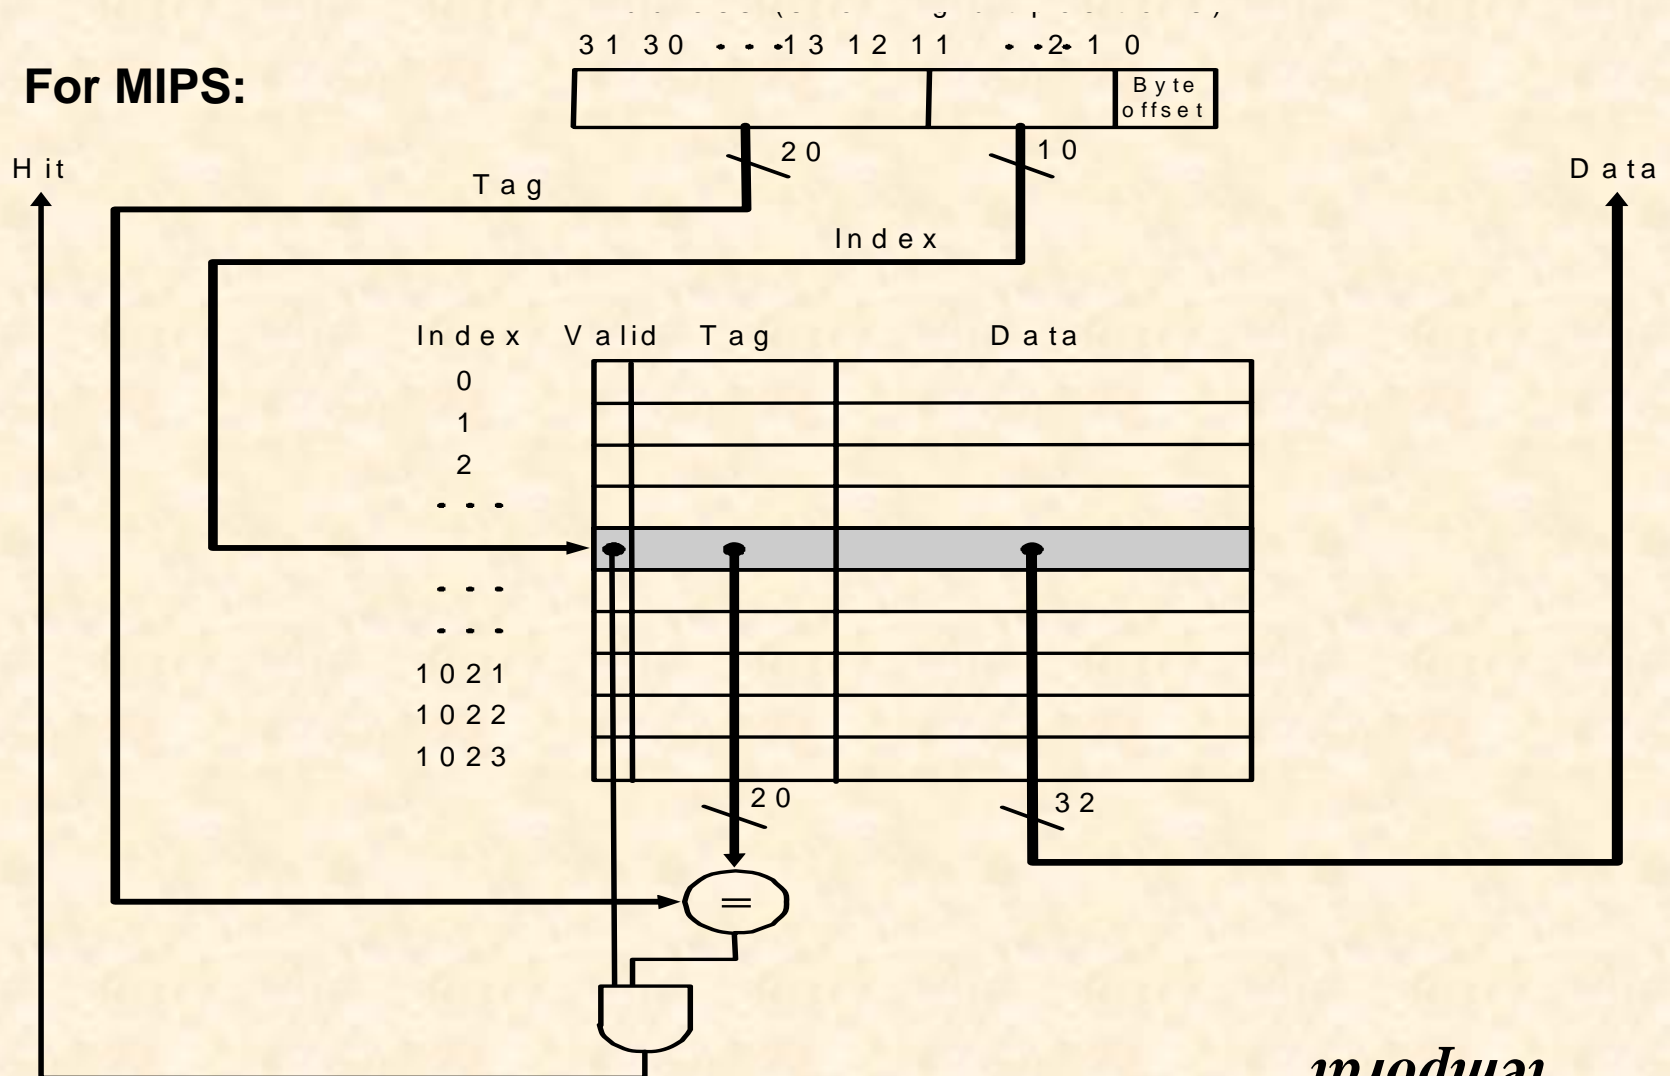 31 30 · · · 13 12 11 · · · 2 1 0
For MIPS:
Byte
offset
20
10
Hit
Data
Tag
Index
Index Valid Tag Data
0
1
2
· · ·
· · ·
· · ·
1021
1022
1023
20
32
=
temporal